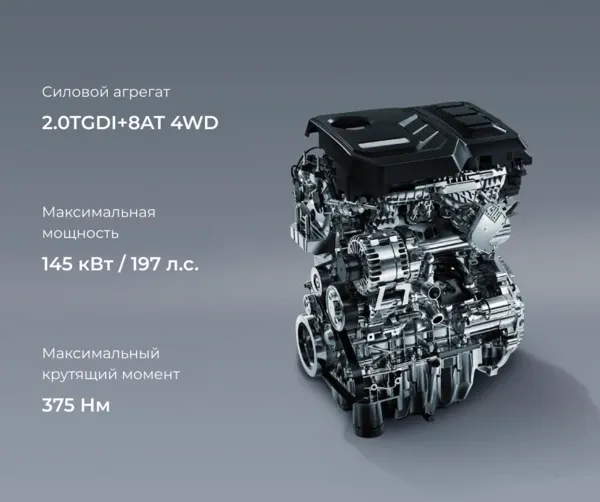 Силовой агрегат
2.0TGDI+8AT 4WD
Максимальная
мощность
145 кВт / 197 л.с.
Максимальный
крутящий момент
375 Нм